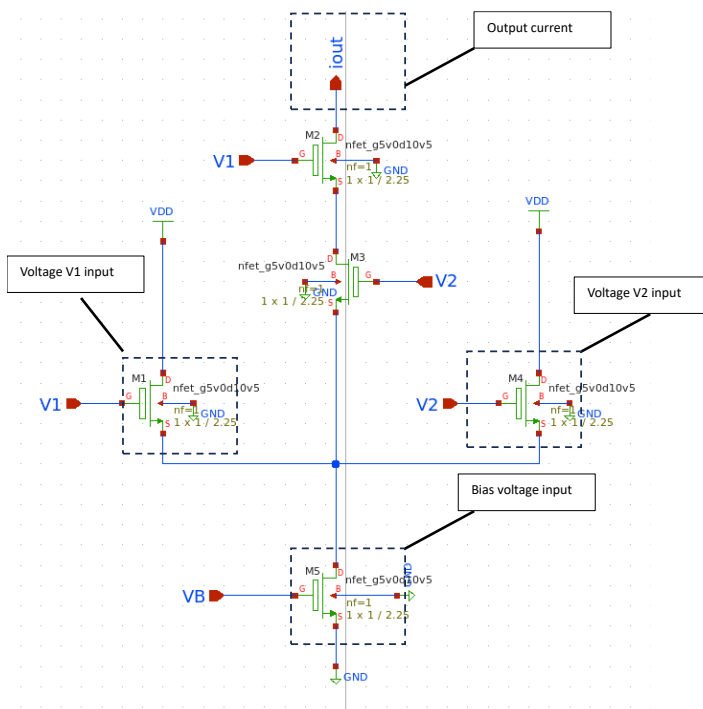 Output current
iout
M2
D
nfet_g5v0d10v5
V1
G
B
nf=1
GND
S
1 x 1 / 2.25
VDD
VDD
Voltage V1 input
D
M3
nfet_g5v0d10v5
B
G
V2
nf=1
GND
1 x 1 / 2.25
S
Voltage V2 input
M1
D
nfet_g5v0d10v5
V1
G
B
nf=1
GND
S
1 x 1 / 2.25
M4
D
nfet_g5v0d10v5
V2
G
B
nf=1
GND
S
1 x 1 / 2.25
Bias voltage input
M5
D
nfet_g5v0d10v5
GND
VB
G
B
nf=1
S
1 x 1 / 2.25
GND